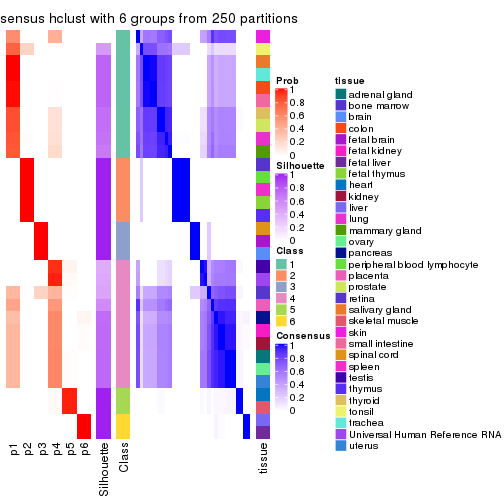 sensus hclust with 6 groups from 250 partitions
Prob
1
0.8
0.6
0.4
0.2
0
Silhouette
1
0.8
0.6
0.4
0.2
0
Class
1
2
3
4
5
6
Consensus
1
0.8
0.6
0.4
0.2
0
tissue
adrenal gland
bone marrow
brain
colon
fetal brain
fetal kidney
fetal liver
fetal thymus
heart
kidney
liver
lung
mammary gland
ovary
pancreas
peripheral blood lymphocyte
placenta
prostate
retina
salivary gland
skeletal muscle
skin
small intestine
spinal cord
spleen
testis
thymus
thyroid
tonsil
trachea
Universal Human Reference RNA
uterus
p1
p2
p3
p4
p5
p6
Silhouette
Class
tissue